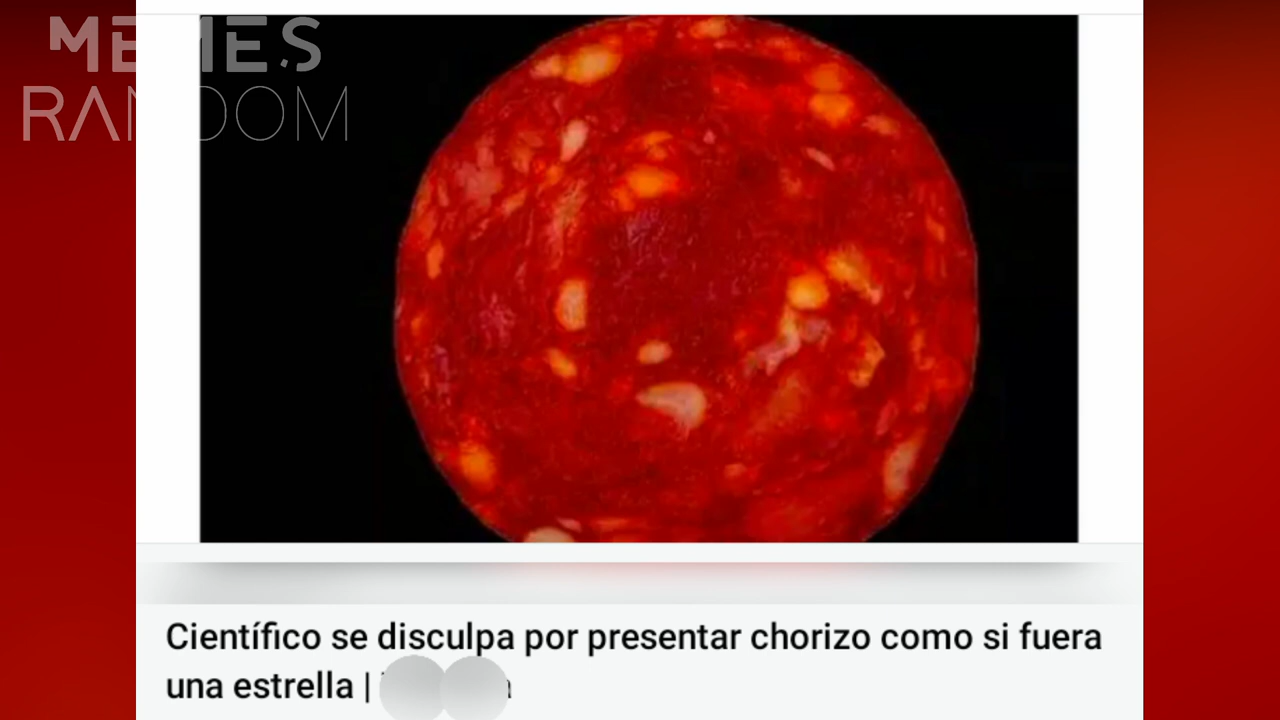 MEMES
RANDOM
Científico se disculpa por presentar chorizo como si fuera
una estrella |